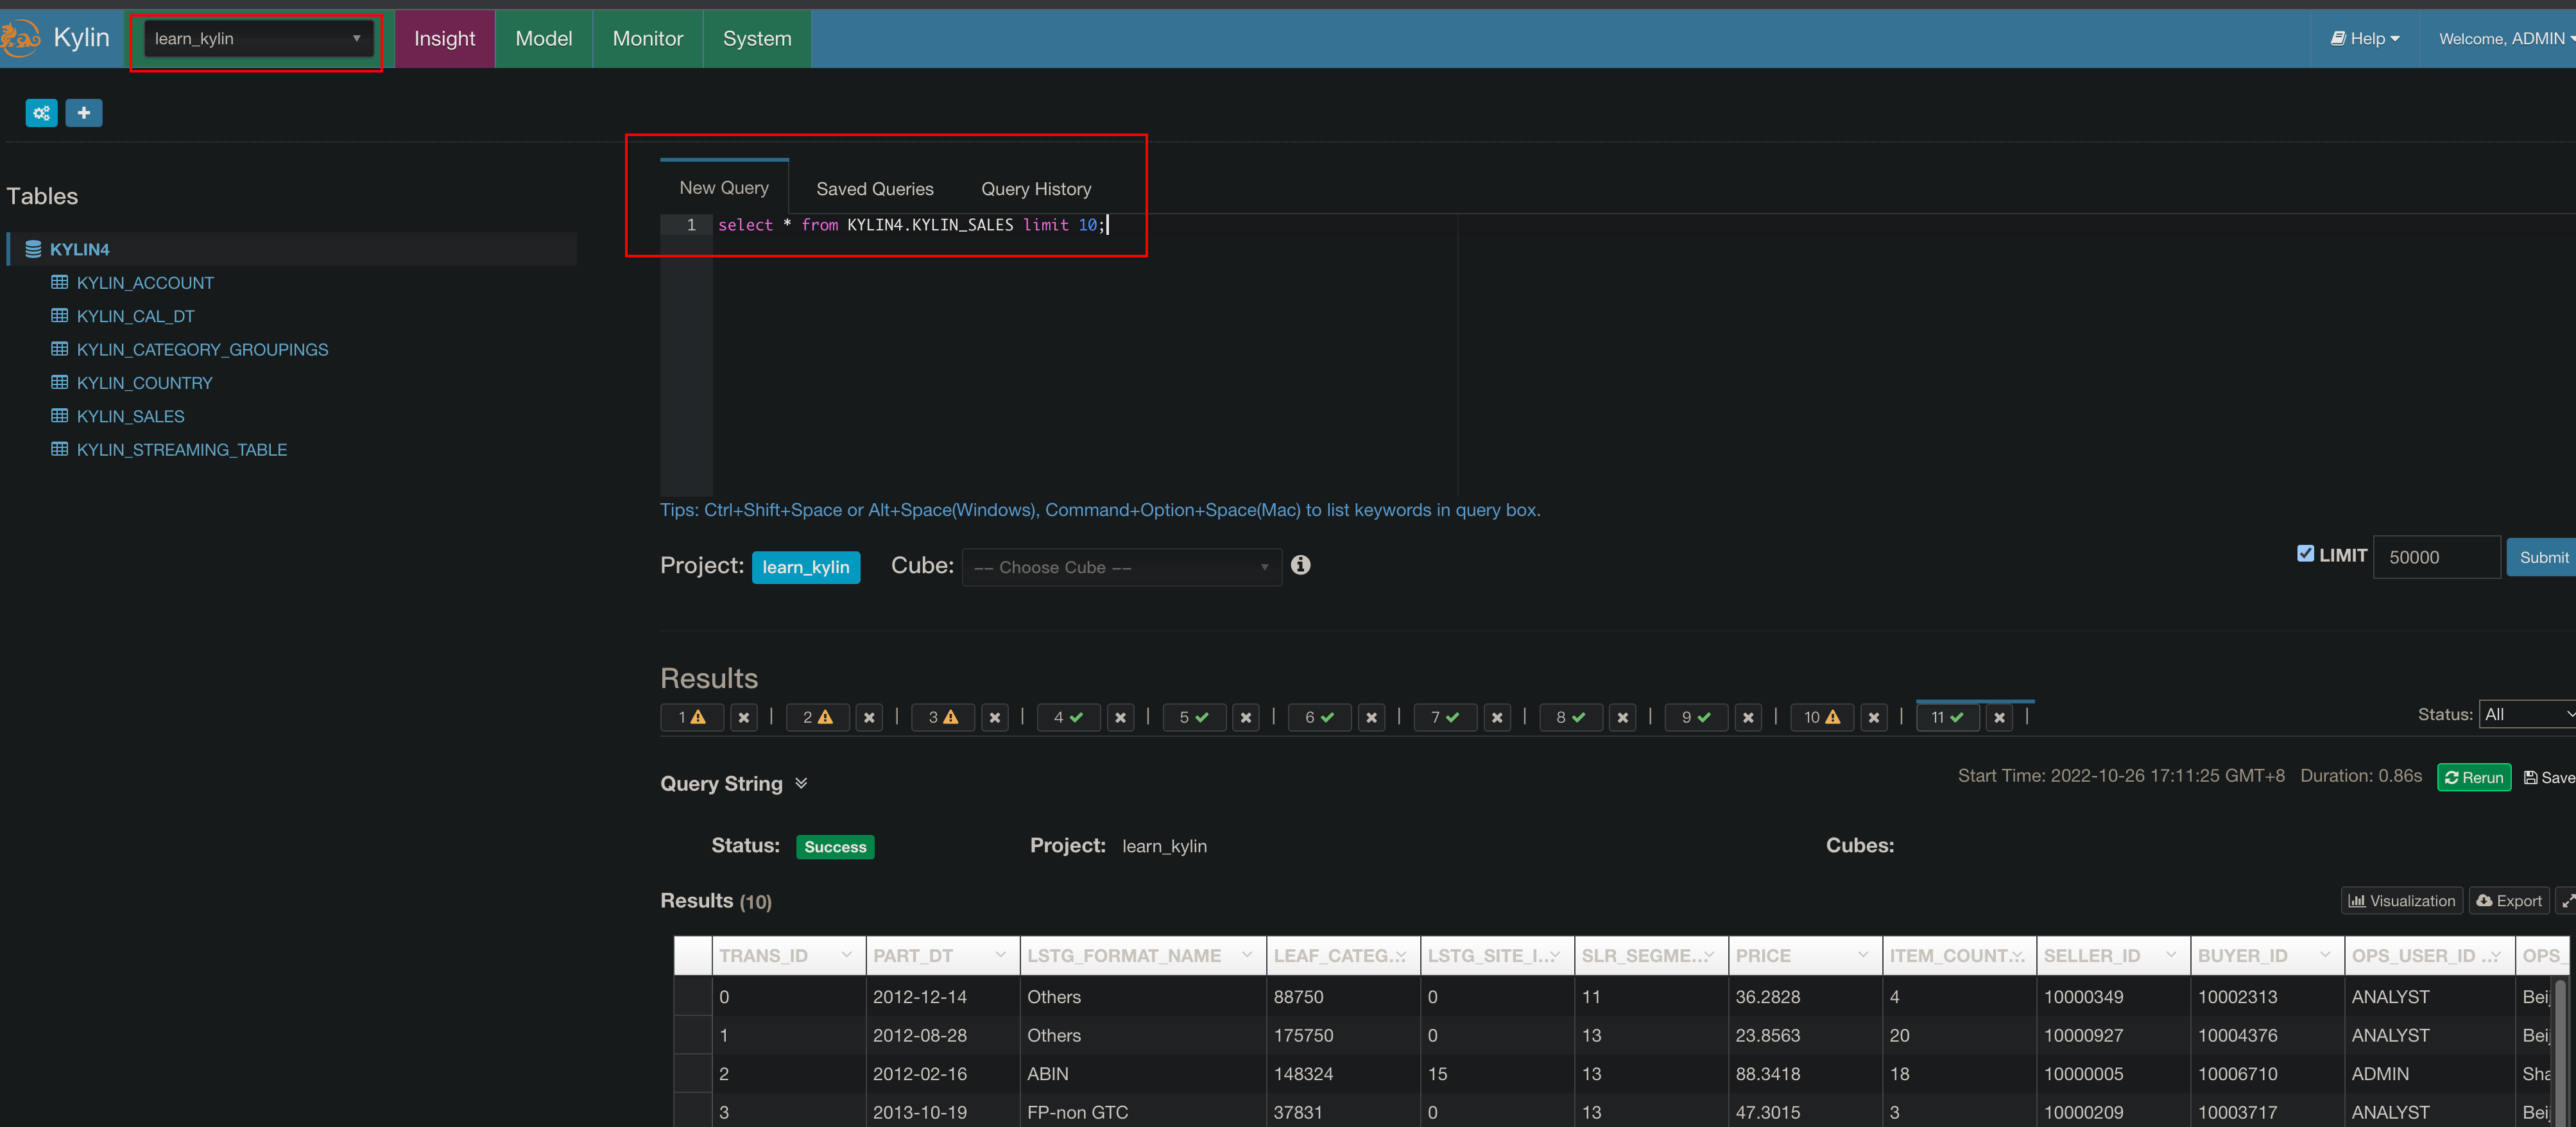 Kylin learn_kylin Insight Model Monitor System Help Welcome, ADMIN
Tables
KYLIN4
KYLIN_ACCOUNT
KYLIN_CAL_DT
KYLIN_CATEGORY_GROUPINGS
KYLIN_COUNTRY
KYLIN_SALES
KYLIN_STREAMING_TABLE
New Query Saved Queries Query History
1 select * from KYLIN4.KYLIN_SALES limit 10;
Tips: Ctrl+Shift+Space or Alt+Space(Windows), Command+Option+Space(Mac) to list keywords in query box.
Project: learn_kylin Cube: -- Choose Cube -- LIMIT 50000 Submit
Results
1 2 3 4 5 6 7 8 9 10 11 Status: All
Query String Start Time: 2022-10-26 17:11:25 GMT+8 Duration: 0.86s Rerun Save
Status: Success Project: learn_kylin Cubes:
Results (10) Visualization Export
TRANS_ID PART_DT LSTG_FORMAT_NAME LEAF_CATEG... LSTG_SITE_I... SLR_SEGME... PRICE ITEM_COUNT... SELLER_ID BUYER_ID OPS_USER_ID ... OPS_
0 2012-12-14 Others 88750 0 11 36.2828 4 10000349 10002313 ANALYST Beij
1 2012-08-28 Others 175750 0 13 23.8563 20 10000927 10004376 ANALYST Beij
2 2012-02-16 ABIN 148324 15 13 88.3418 18 10000005 10006710 ADMIN Sha
3 2013-10-19 FP-non GTC 37831 0 13 47.3015 3 10000209 10003717 ANALYST Beij